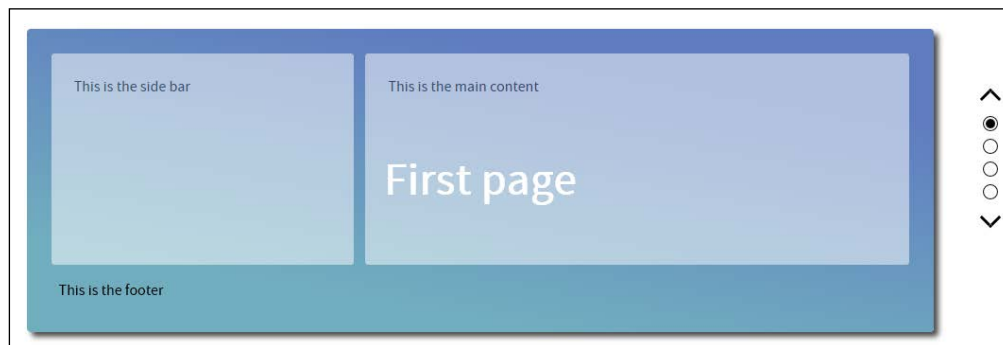 This is the side bar
This is the main content
First page
This is the footer